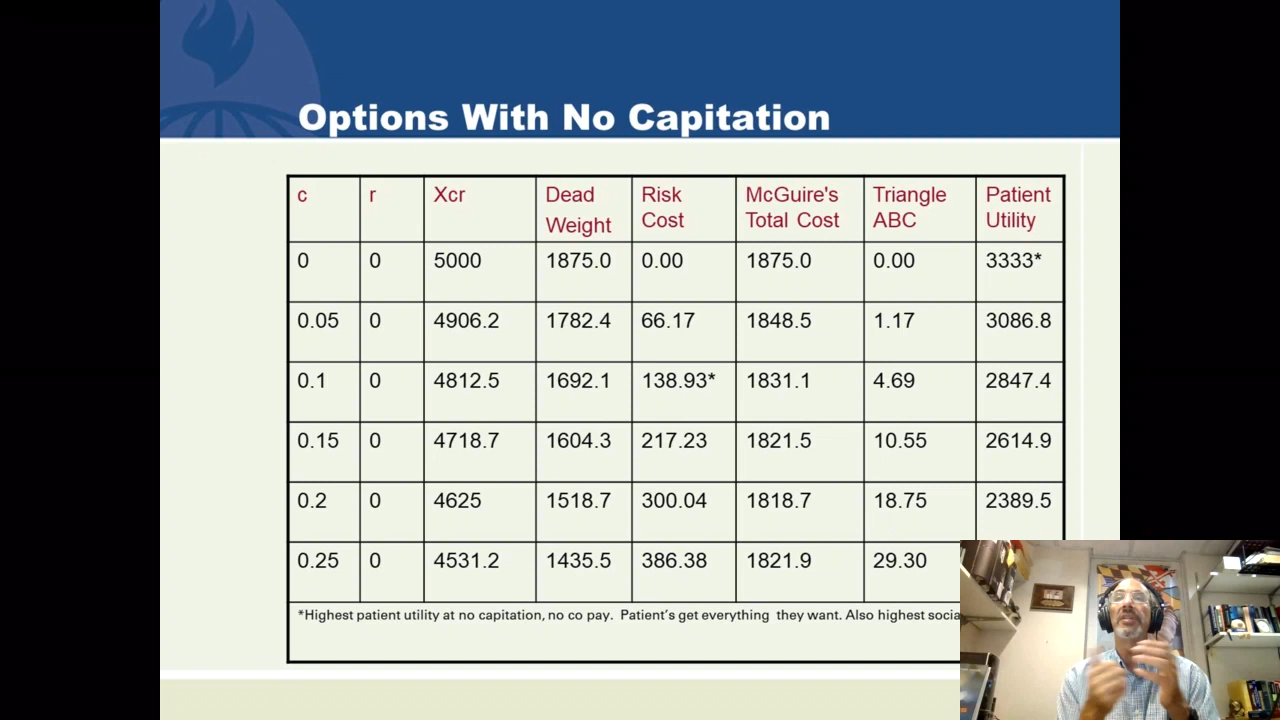 Options With No Capitation
c r Xcr Dead Weight Risk Cost McGuire's Total Cost Triangle ABC Patient Utility
0 0 5000 1875.0 0.00 1875.0 0.00 3333*
0.05 0 4906.2 1782.4 66.17 1848.5 1.17 3086.8
0.1 0 4812.5 1692.1 138.93* 1831.1 4.69 2847.4
0.15 0 4718.7 1604.3 217.23 1821.5 10.55 2614.9
0.2 0 4625 1518.7 300.04 1818.7 18.75 2389.5
0.25 0 4531.2 1435.5 386.38 1821.9 29.30
*Highest patient utility at no capitation, no co pay. Patient's get everything they want. Also highest